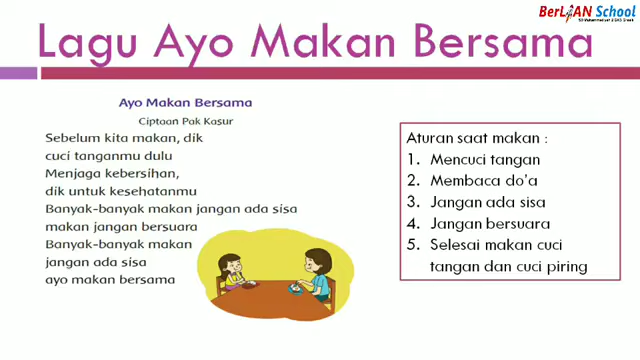 BerLIAN School
Lagu Ayo Makan Bersama
Ayo Makan Bersama
Ciptaan Pak Kasur
Sebelum kita makan, dik
cuci tanganmu dulu
Menjaga kebersihan,
dik untuk kesehatanmu
Banyak-banyak makan jangan ada sisa
makan jangan bersuara
Banyak-banyak makan
jangan ada sisa
ayo makan bersama
Aturan saat makan :
1. Mencuci tangan
2. Membaca do’a
3. Jangan ada sisa
4. Jangan bersuara
5. Selesai makan cuci
tangan dan cuci piring